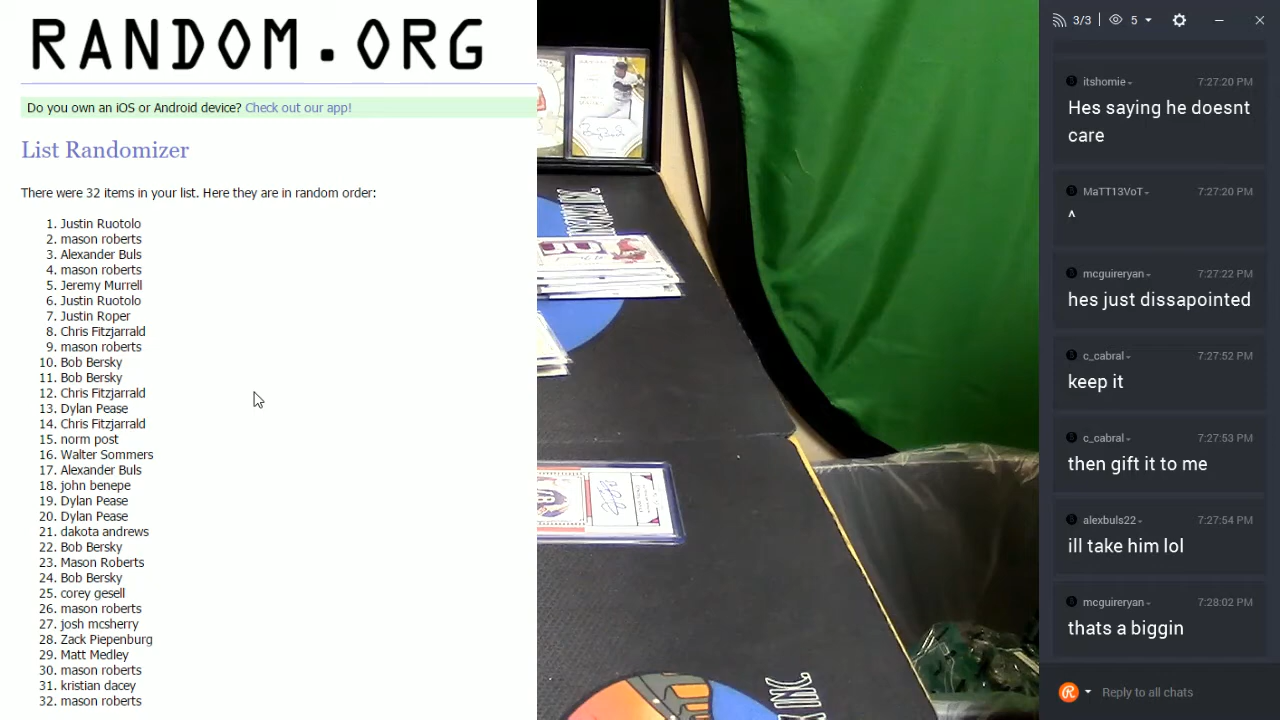 RANDOM.ORG
Do you own an iOS or Android device? Check out our app!
List Randomizer
There were 32 items in your list. Here they are in random order:
1. Justin Ruotolo
2. mason roberts
3. Alexander Buls
4. mason roberts
5. Jeremy Murrell
6. Justin Ruotolo
7. Justin Roper
8. Chris Fitzjarrald
9. mason roberts
10. Bob Bersky
11. Bob Bersky
12. Chris Fitzjarrald
13. Dylan Pease
14. Chris Fitzjarrald
15. norm post
16. Walter Sommers
17. Alexander Buls
18. john benepe
19. Dylan Pease
20. Dylan Pease
21. dakota andrews
22. Bob Bersky
23. Mason Roberts
24. Bob Bersky
25. corey gesell
26. mason roberts
27. josh mcsherry
28. Zack Piepenburg
29. Matt Medley
30. mason roberts
31. kristian dacey
32. mason roberts
INC
3/3 5
itshomie 7:27:20 PM
Hes saying he doesnt
care
MaTT13VoT 7:27:20 PM
^
mcguireryan 7:27:22 PM
hes just dissapointed
c_cabral 7:27:52 PM
keep it
c_cabral 7:27:53 PM
then gift it to me
alexbuls22 7:27:54 PM
ill take him lol
mcguireryan 7:28:02 PM
thats a biggin
Reply to all chats